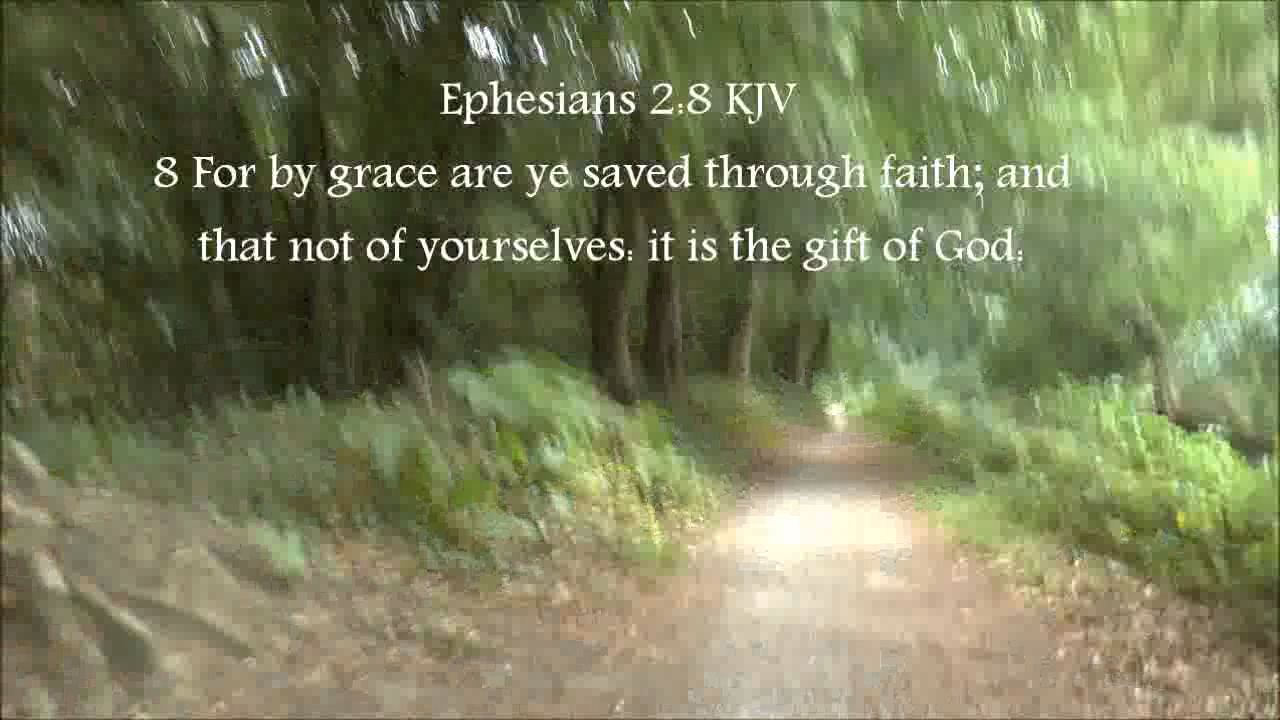 Ephesians 2:8 KJV
8 For by grace are ye saved through faith; and
that not of yourselves: it is the gift of God: